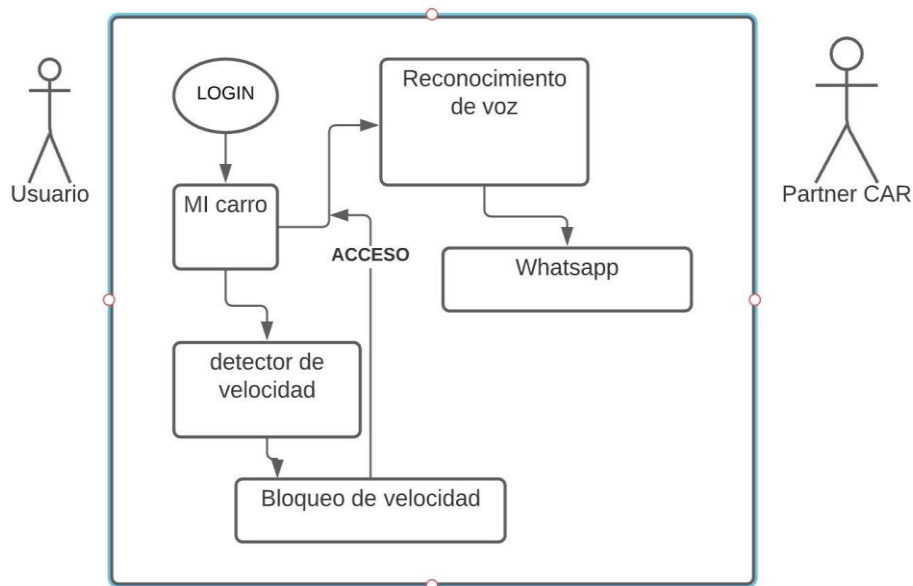 LOGIN
Reconocimiento
de voz
Usuario
MI carro
Partner CAR
ACCESO
Whatsapp
detector de
velocidad
Bloqueo de velocidad